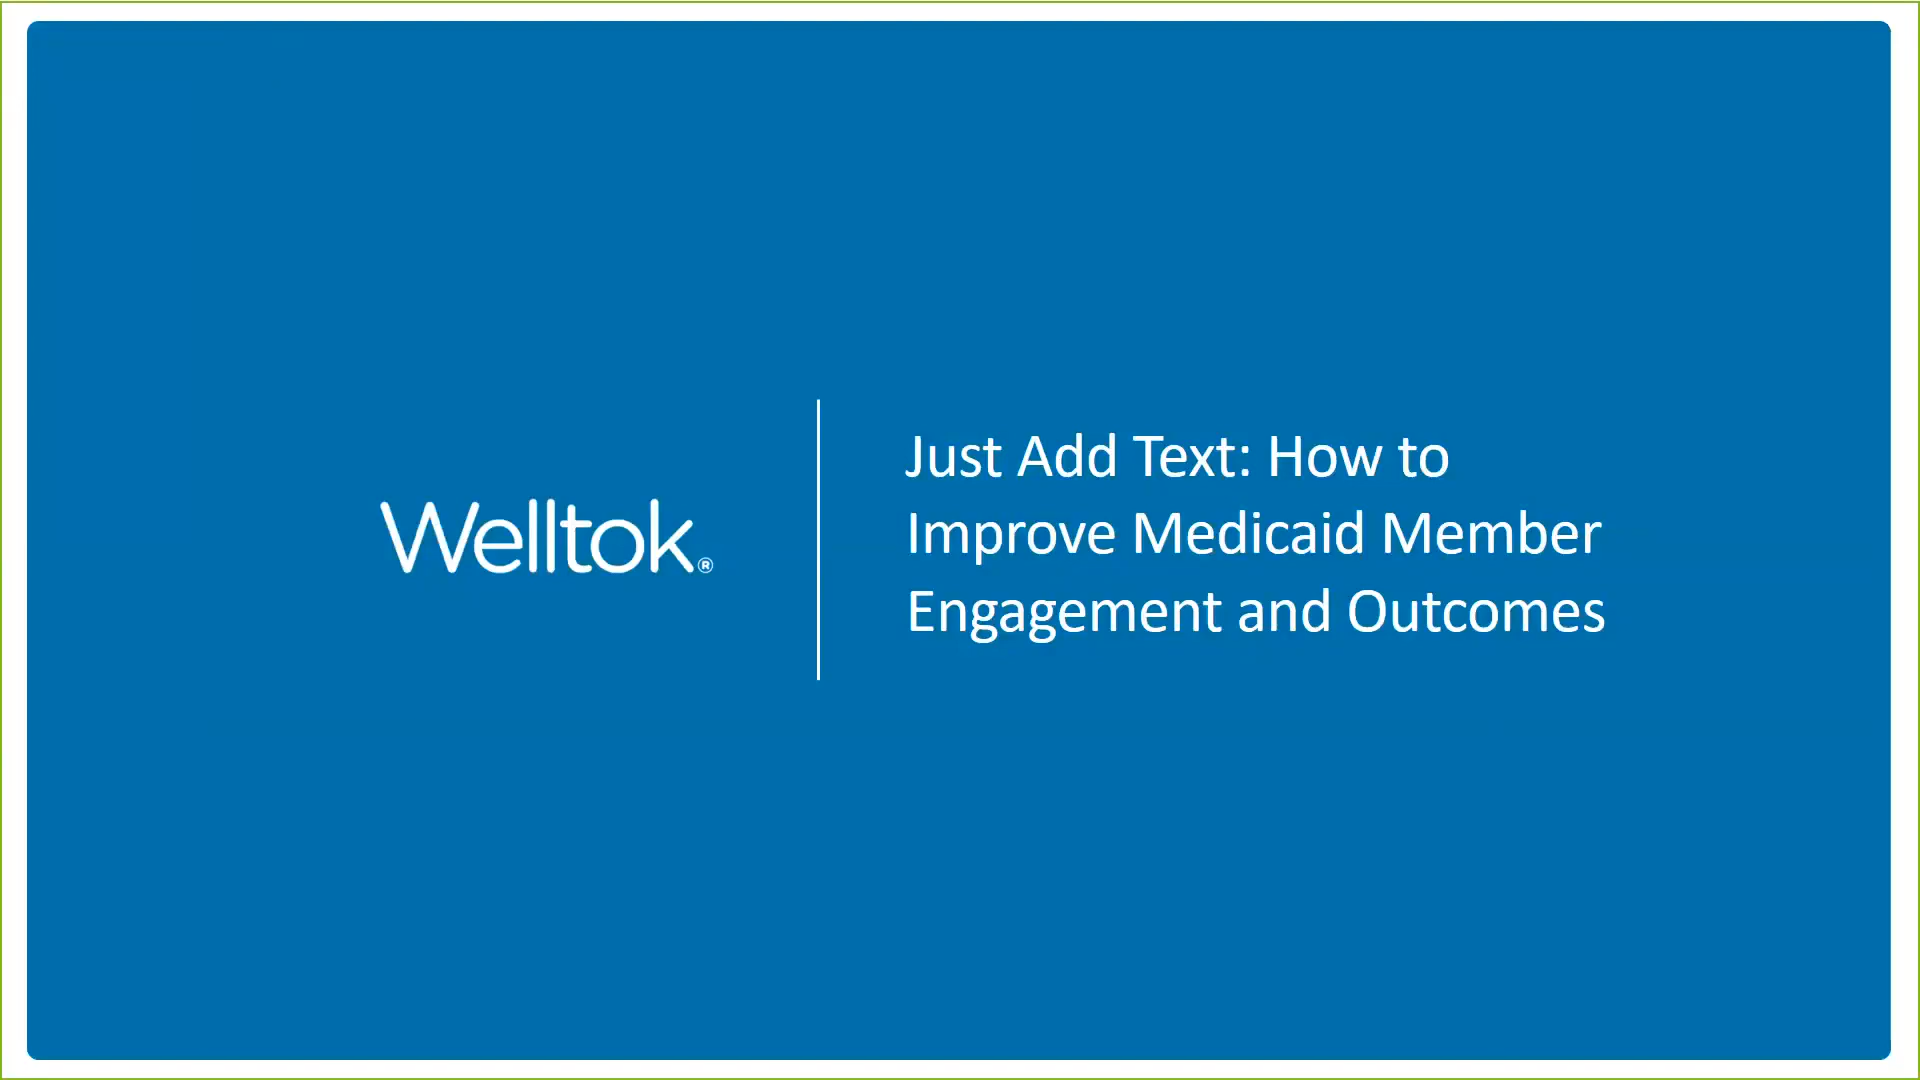 Welltok®
Just Add Text: How to
Improve Medicaid Member
Engagement and Outcomes